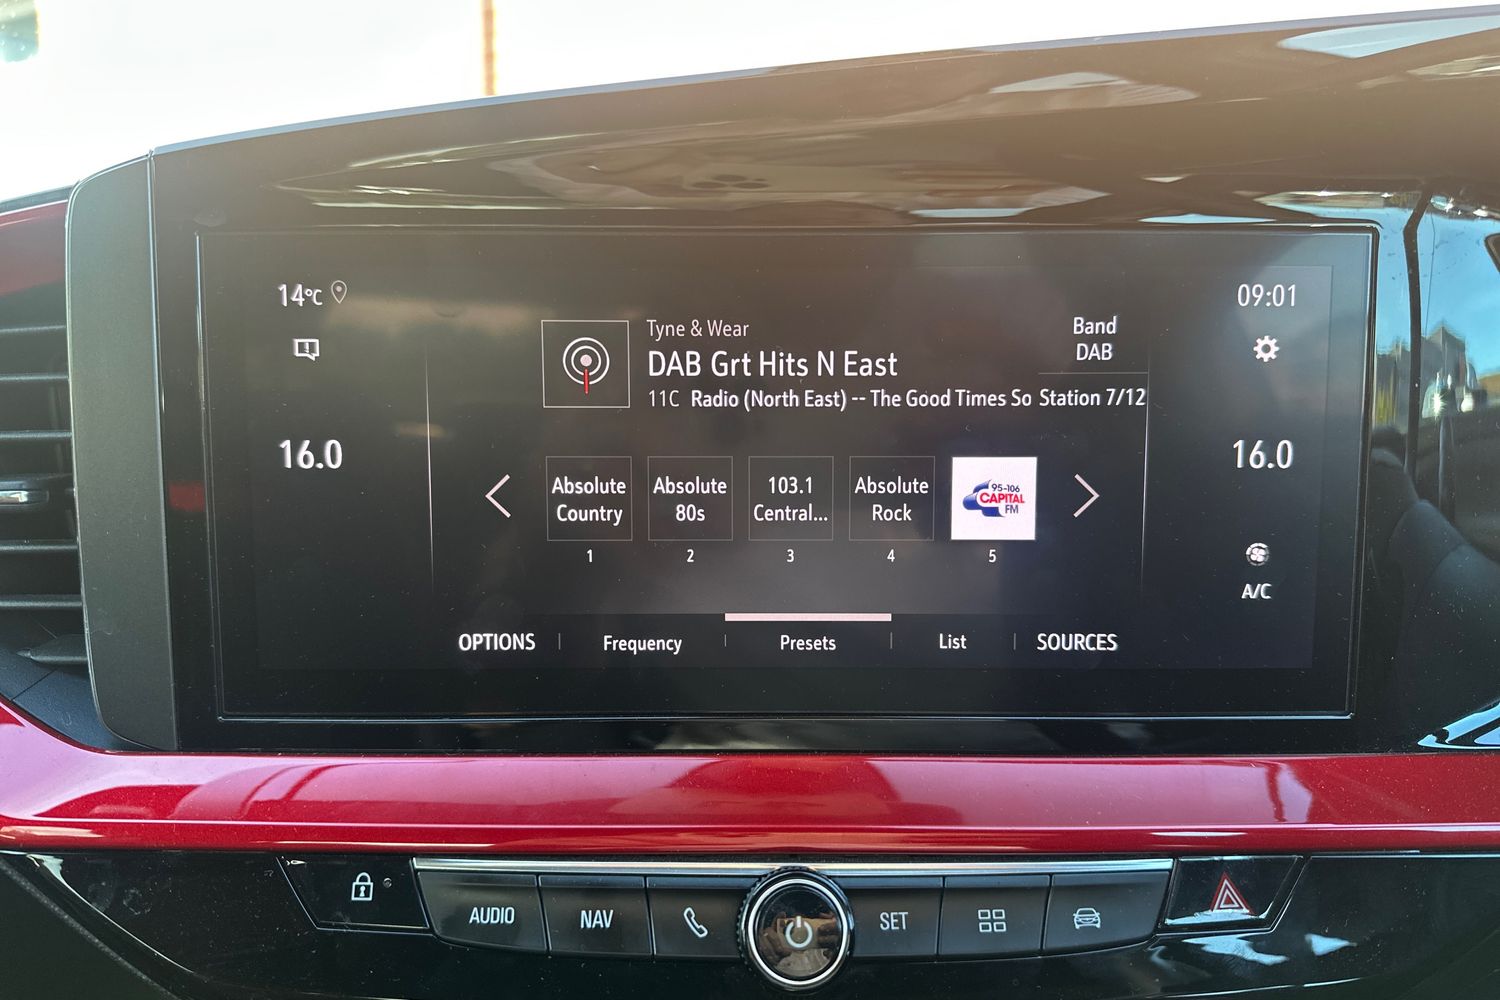 14°C
09:01
Tyne & Wear
DAB Grt Hits N East
11C Radio (North East) -- The Good Times So
Band
DAB
Station 7/12
16.0
16.0
Absolute
Country
Absolute
80s
103.1
Central...
Absolute
Rock
95-106
CAPITAL
FM
1
2
3
4
5
A/C
OPTIONS
Frequency
Presets
List
SOURCES
AUDIO
NAV
SET